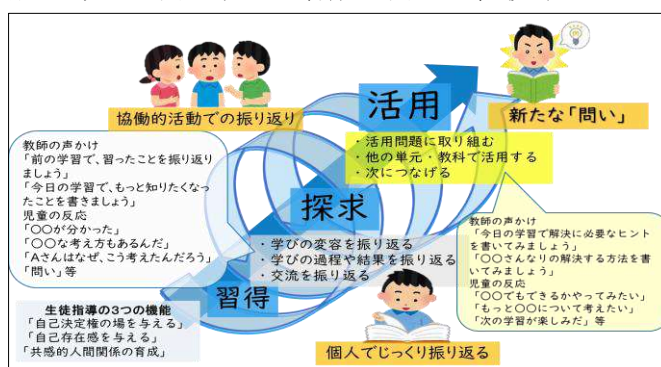 協働的活動での振り返り
教師の声かけ
「前の学習で、習ったことを振り返り
ましょう」
「今日の学習で、もっと知りたくなっ
たことを書きましょう」
児童の反応
「〇〇が分かった」
「〇〇な考え方もあるんだ」
「Aさんはなぜ、こう考えたんだろう」
「問い」等
生徒指導の3つの機能
「自己決定権の場を与える」
「自己存在感を与える」
「共感的人間関係の育成」
活用
・活用問題に取り組む
・他の単元・教科で活用する
・次につなげる
探求
・学びの変容を振り返る
・学びの過程や結果を振り返る
・交流を振り返る
習得
個人でじっくり振り返る
新たな「問い」
教師の声かけ
「今日の学習で解決に必要なヒント
を書いてみましょう」
「〇〇さんなりの解決する方法を書
いてみましょう」
児童の反応
「〇〇でもできるかやってみたい」
「もっと〇〇について考えたい」
「次の学習が楽しみだ」等